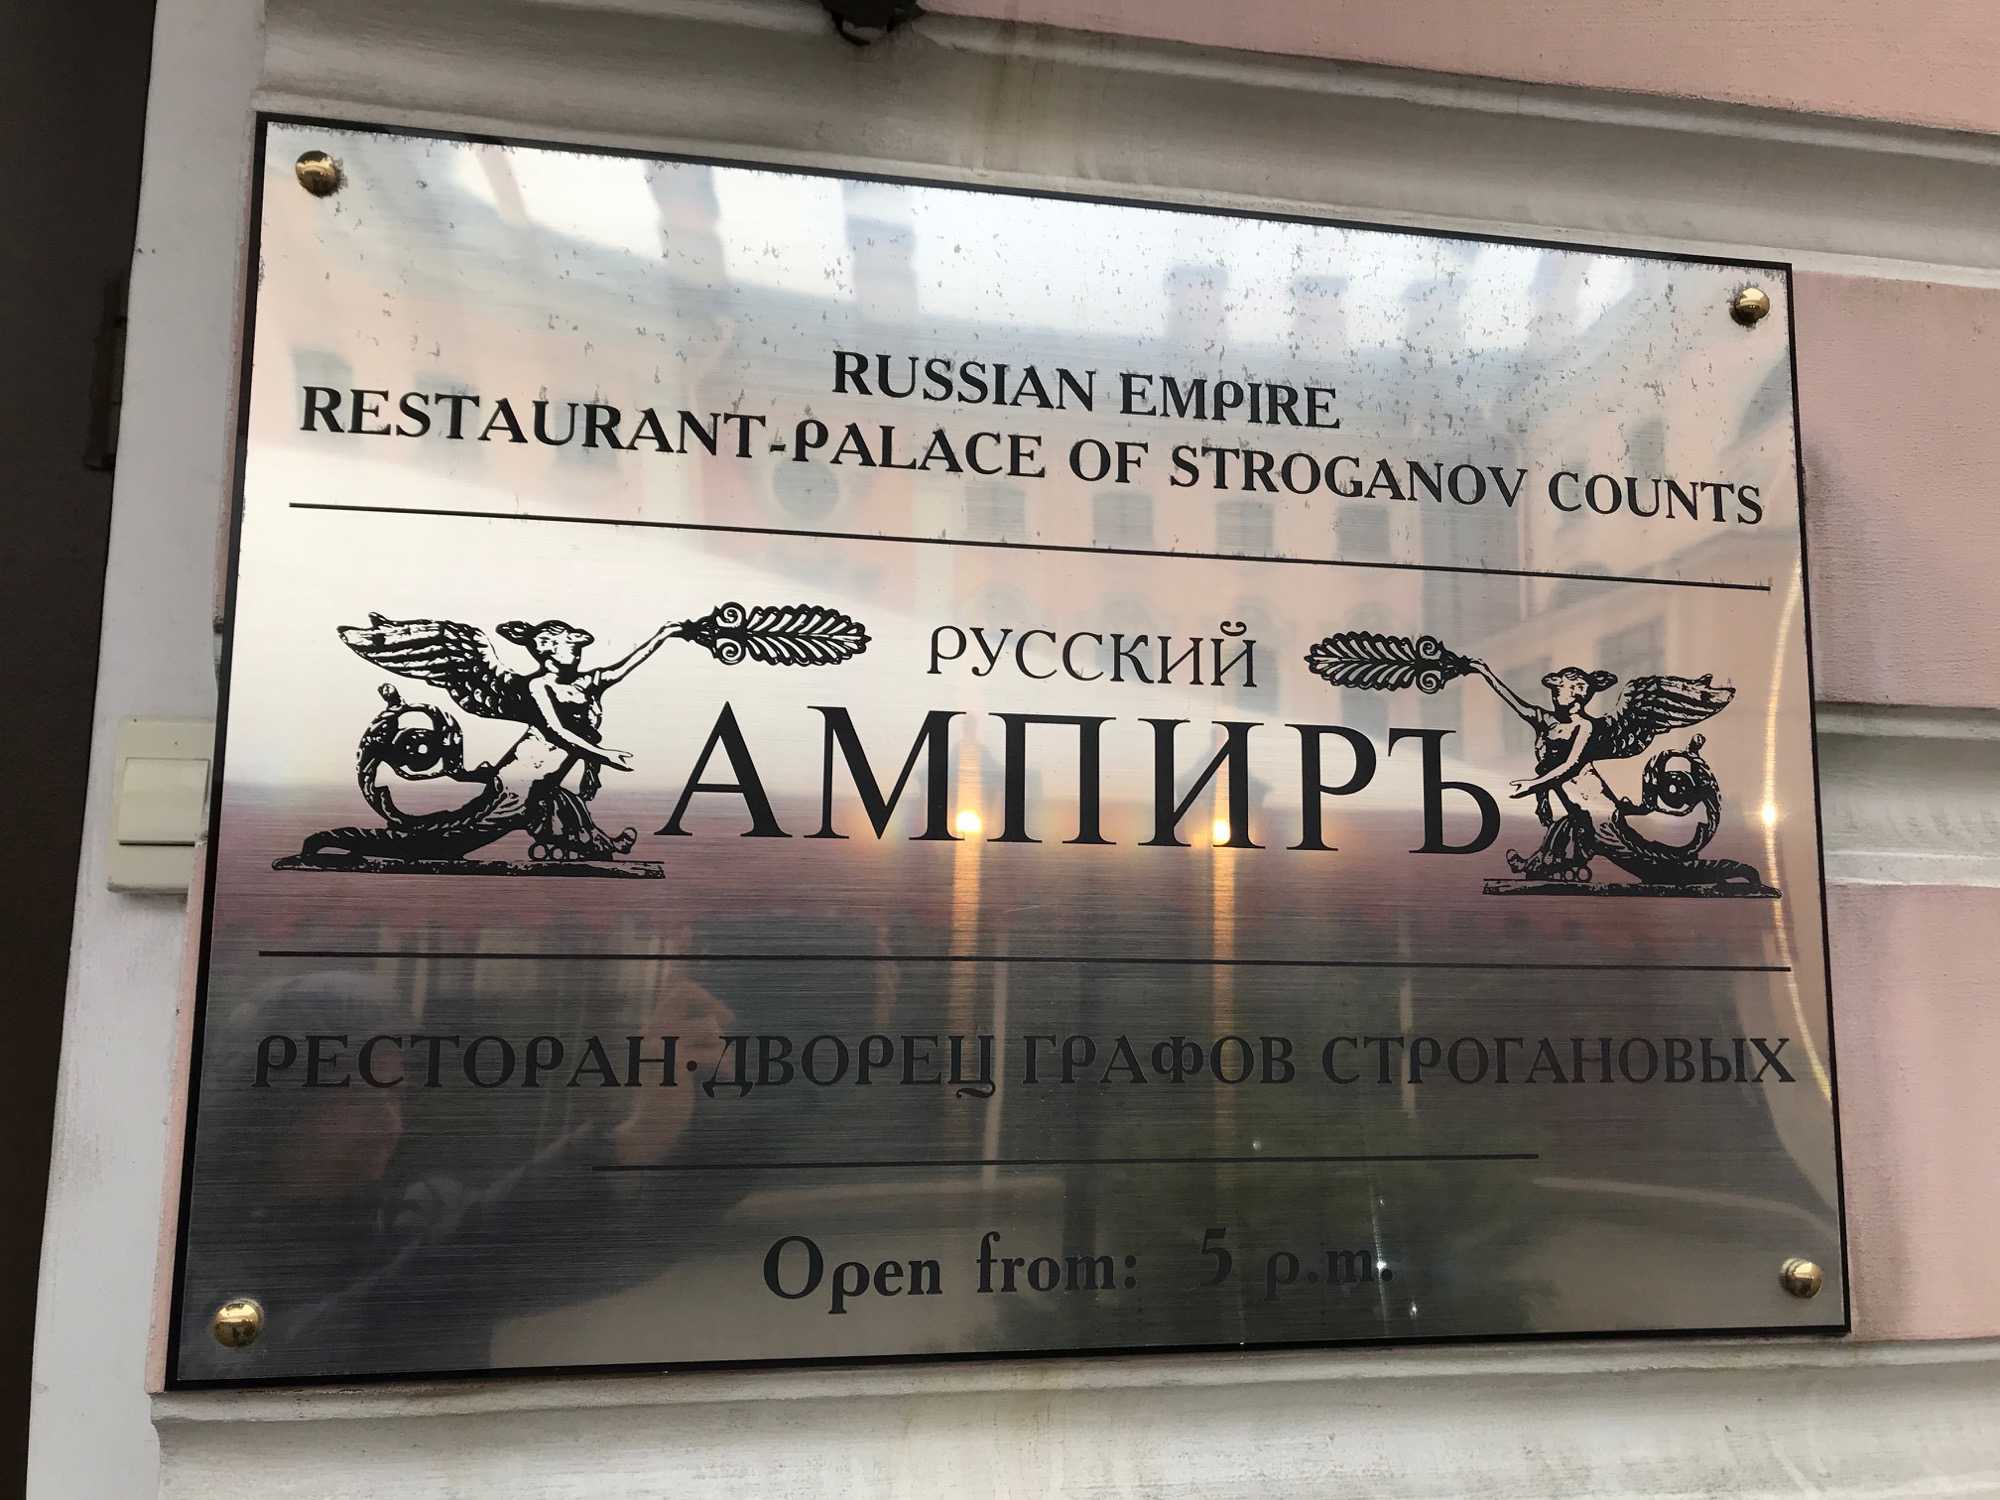 RUSSIAN EMPIRE
RESTAURANT-PALACE OF STROGANOV COUNTS
РУССКИЙ
АМПИРЪ
РЕСТОРАН·ДВОРЕЦ ГРАФОВ СТРОГАНОВЫХ
Open from: 5 p.m.